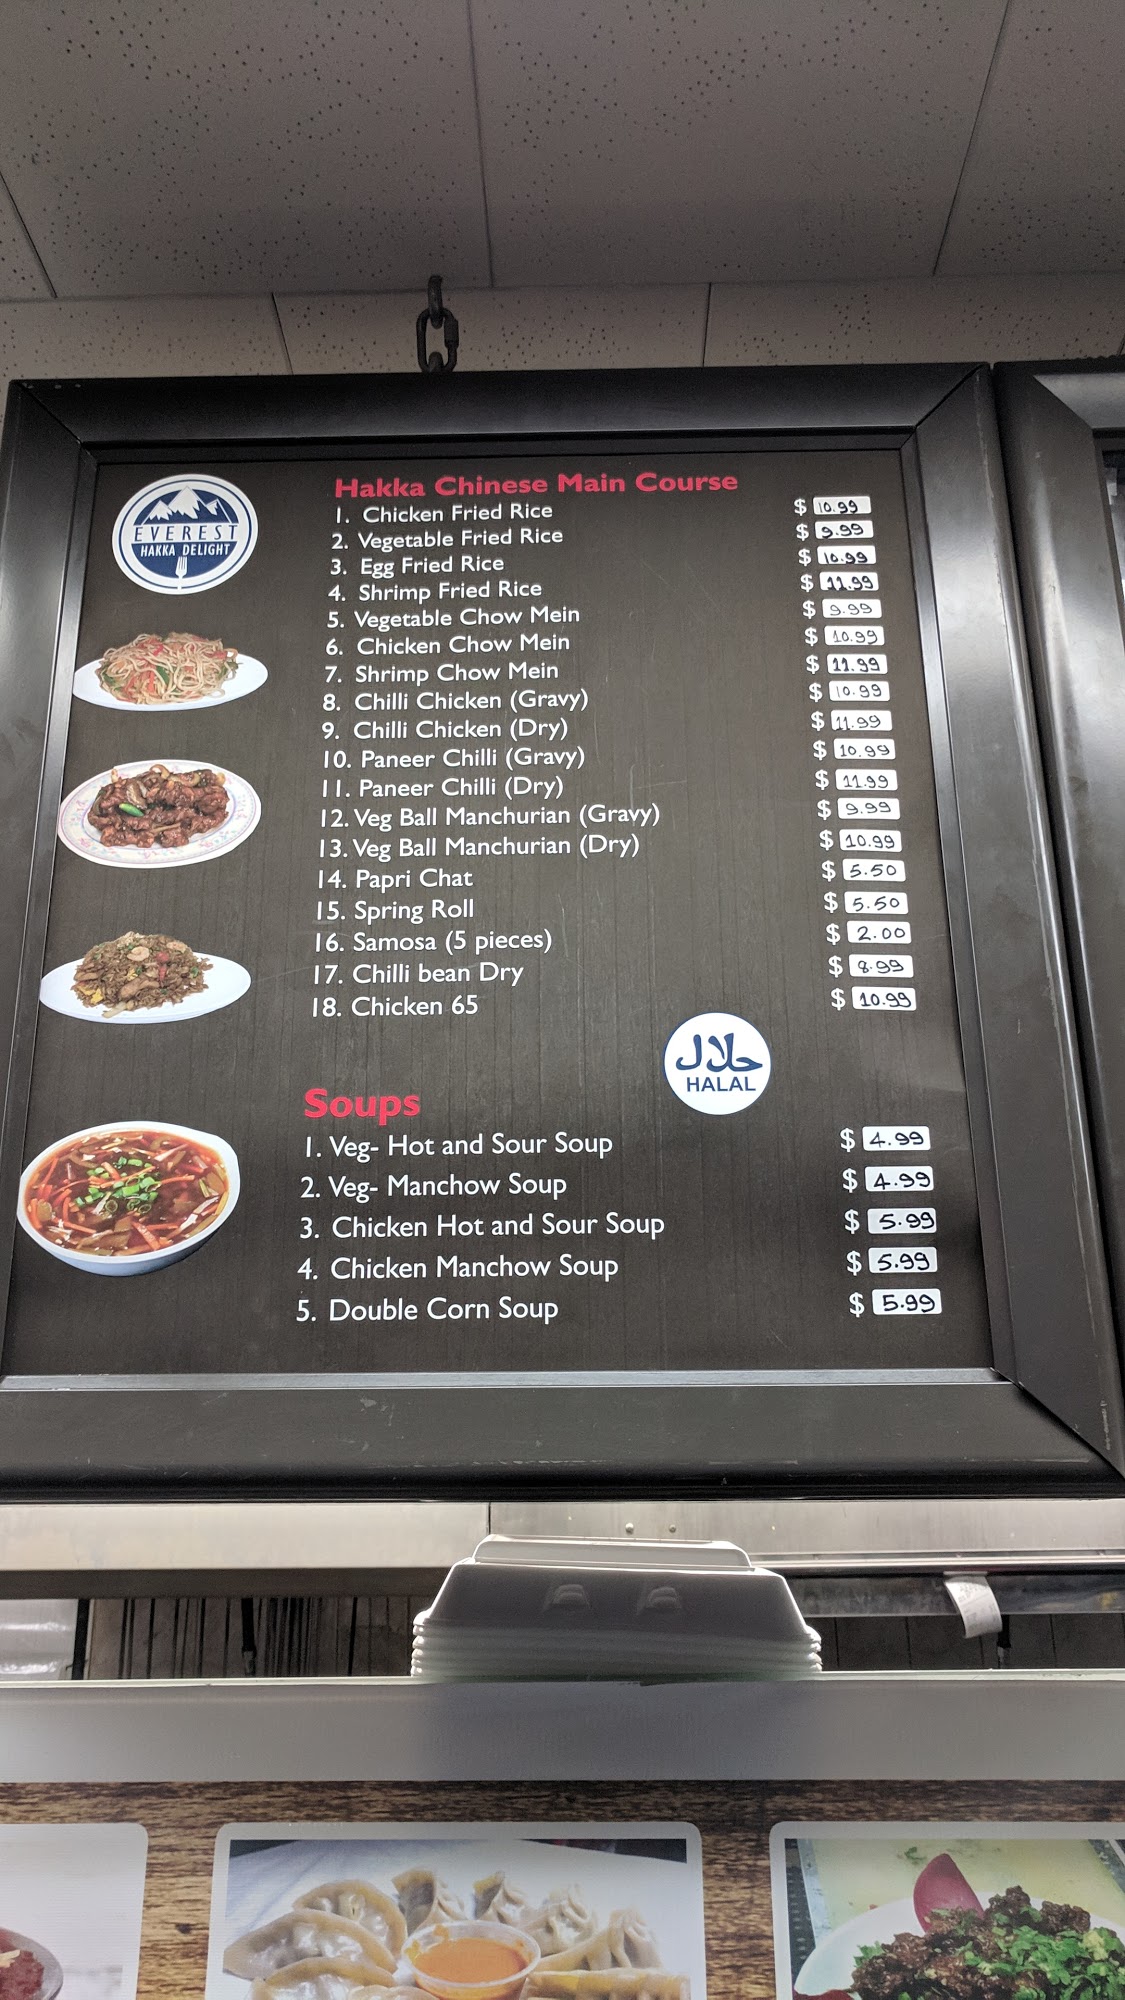 EVEREST
HAKKA DELIGHT
Hakka Chinese Main Course
1. Chicken Fried Rice $ 10.99
2. Vegetable Fried Rice $ 9.99
3. Egg Fried Rice $ 10.99
4. Shrimp Fried Rice $ 11.99
5. Vegetable Chow Mein $ 9.99
6. Chicken Chow Mein $ 10.99
7. Shrimp Chow Mein $ 11.99
8. Chilli Chicken (Gravy) $ 10.99
9. Chilli Chicken (Dry) $ 11.99
10. Paneer Chilli (Gravy) $ 10.99
11. Paneer Chilli (Dry) $ 11.99
12. Veg Ball Manchurian (Gravy) $ 9.99
13. Veg Ball Manchurian (Dry) $ 10.99
14. Papri Chat $ 5.50
15. Spring Roll $ 5.50
16. Samosa (5 pieces) $ 2.00
17. Chilli bean Dry $ 8.99
18. Chicken 65 $ 10.99
حلال
HALAL
Soups
1. Veg- Hot and Sour Soup $ 4.99
2. Veg- Manchow Soup $ 4.99
3. Chicken Hot and Sour Soup $ 5.99
4. Chicken Manchow Soup $ 5.99
5. Double Corn Soup $ 5.99